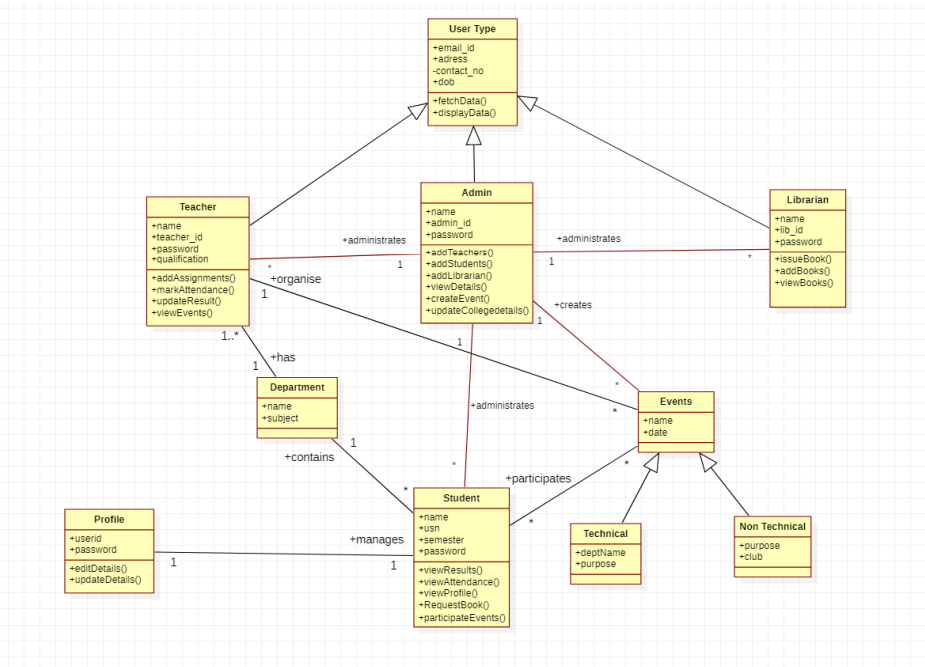 User Type
+email_id
+adress
-contact_no
+dob
+fetchData()
+displayData()
Teacher
+name
+teacher_id
+password
+qualification
+addAssignments()
+markAttendance()
+updateResult()
+viewEvents()
Admin
+name
+admin_id
+password
+addTeachers()
+addStudents()
+addLibrarian()
+viewDetails()
+createEvent()
+updateCollegedetails()
Librarian
+name
+lib_id
+password
+issueBook()
+addBooks()
+viewBooks()
+administrates
*
1
+administrates
1
*
+organise
1
*
+creates
1
*
1..*
+has
1
1
+administrates
*
Department
+name
+subject
+contains
1
*
Events
+name
+date
+participates
*
*
Student
+name
+usn
+semester
+password
+viewResults()
+viewAttendance()
+viewProfile()
+RequestBook()
+participateEvents()
Profile
+userid
+password
+editDetails()
+updateDetails()
+manages
1
1
Technical
+deptName
+purpose
Non Technical
+purpose
+club